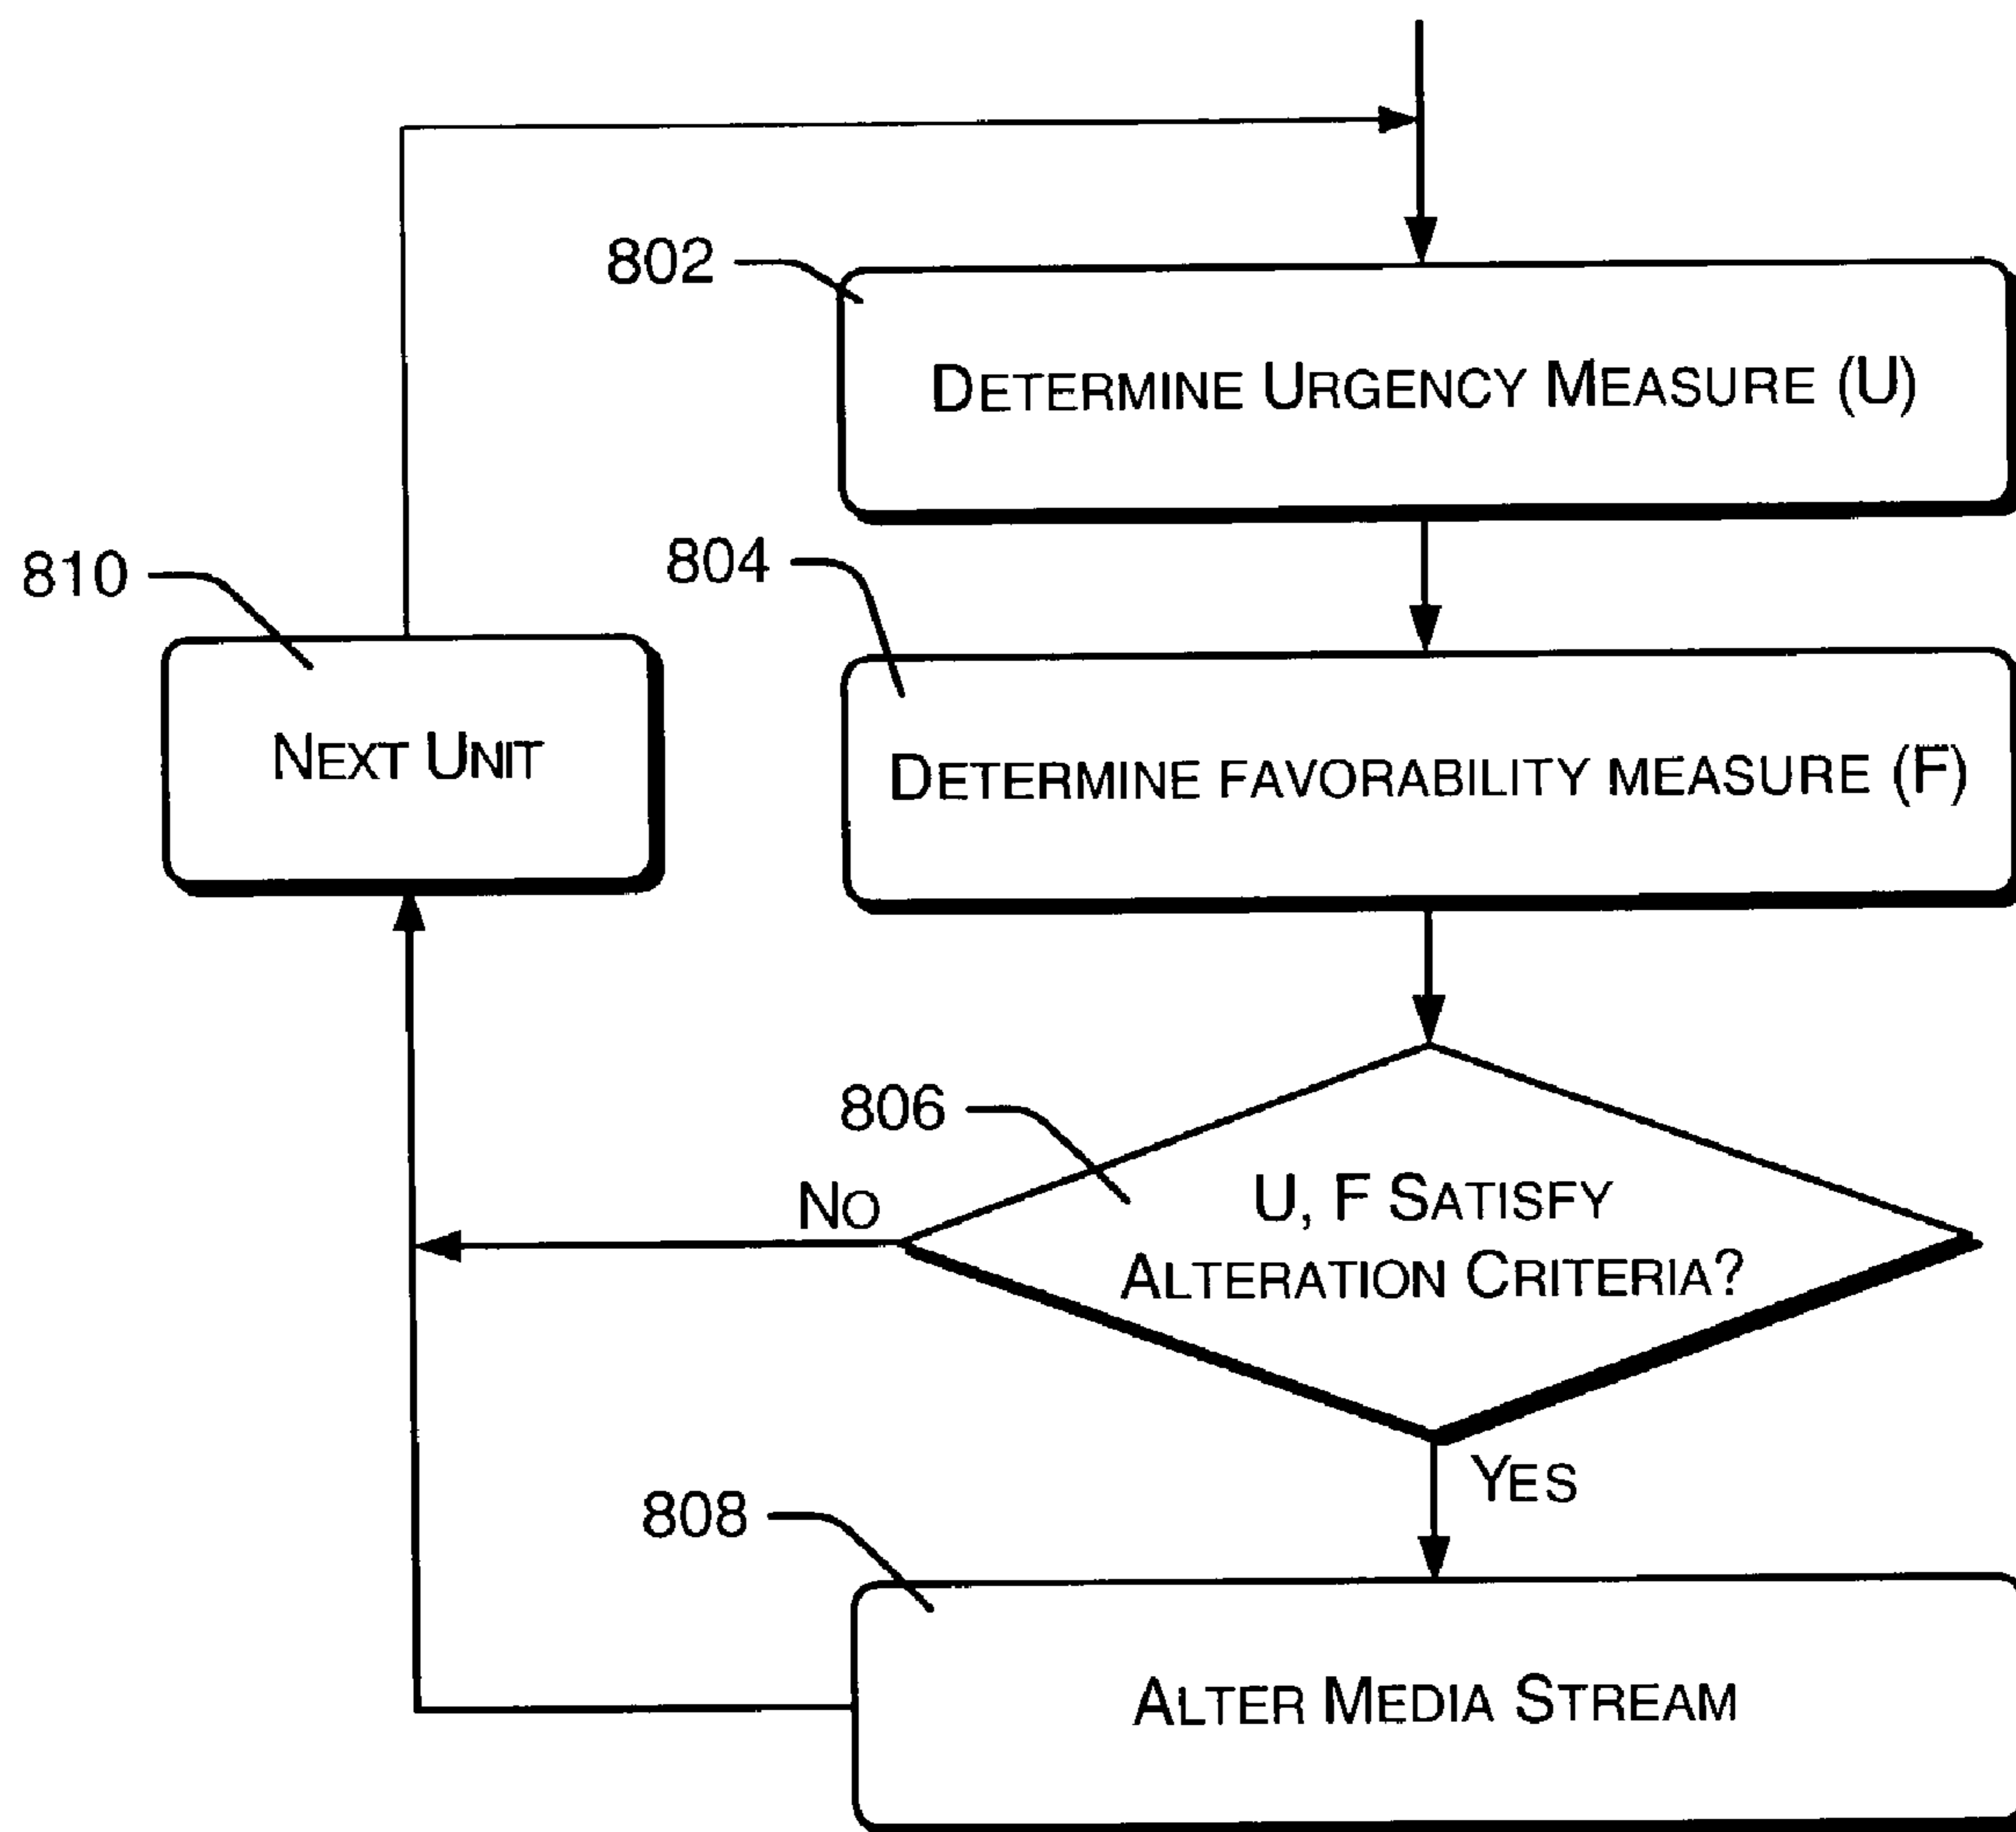 802
DETERMINE URGENCY MEASURE (U)
810
804
NEXT UNIT
DETERMINE FAVORABILITY MEASURE (F)
806
NO
U, F SATISFY
ALTERATION CRITERIA?
YES
808
ALTER MEDIA STREAM